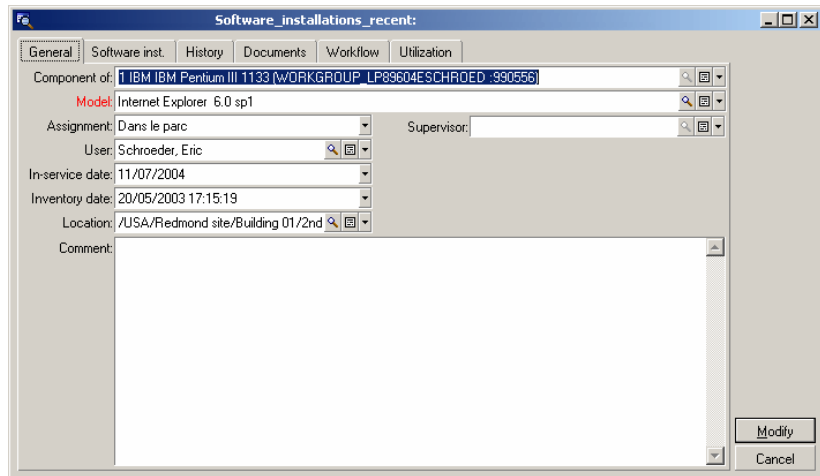 Software_installations_recent:
General Software inst. History Documents Workflow Utilization
Component of: 1 IBM IBM Pentium III 1133 (WORKGROUP_LP89604ESCHROED :990556)
Model: Internet Explorer 6.0 sp1
Assignment: Dans le parc Supervisor:
User: Schroeder, Eric
In-service date: 11/07/2004
Inventory date: 20/05/2003 17:15:19
Location: /USA/Redmond site/Building 01/2nd
Comment:
Modify
Cancel